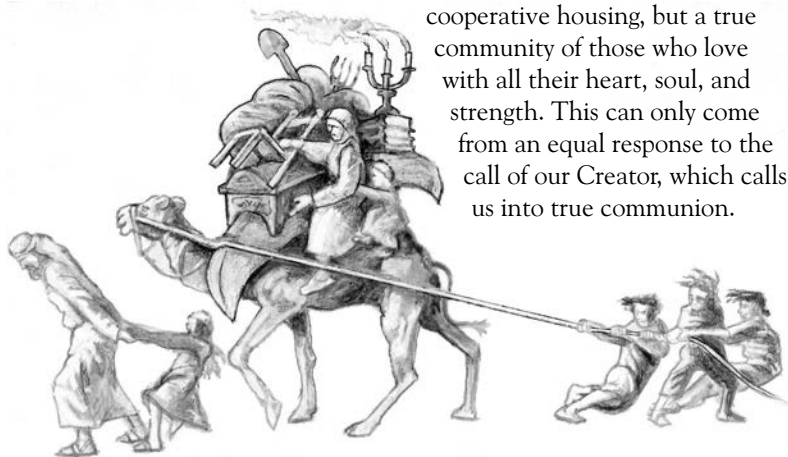 cooperative housing, but a true
community of those who love
with all their heart, soul, and
strength. This can only come
from an equal response to the
call of our Creator, which calls
us into true communion.